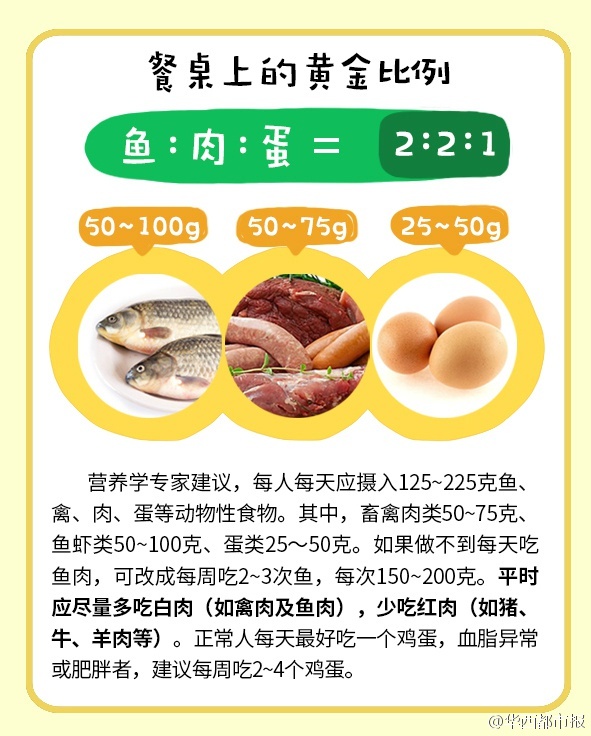 餐桌上的黄金比例
鱼:肉:蛋 = 2:2:1
50~100g 50~75g 25~50g
营养学专家建议，每人每天应摄入125~225克鱼、
禽、肉、蛋等动物性食物。其中，畜禽肉类50~75克、
鱼虾类50~100克、蛋类25～50克。如果做不到每天吃
鱼肉，可改成每周吃2~3次鱼，每次150~200克。平时
应尽量多吃白肉（如禽肉及鱼肉），少吃红肉（如猪、
牛、羊肉等）。正常人每天最好吃一个鸡蛋，血脂异常
或肥胖者，建议每周吃2~4个鸡蛋。
@华西都市报